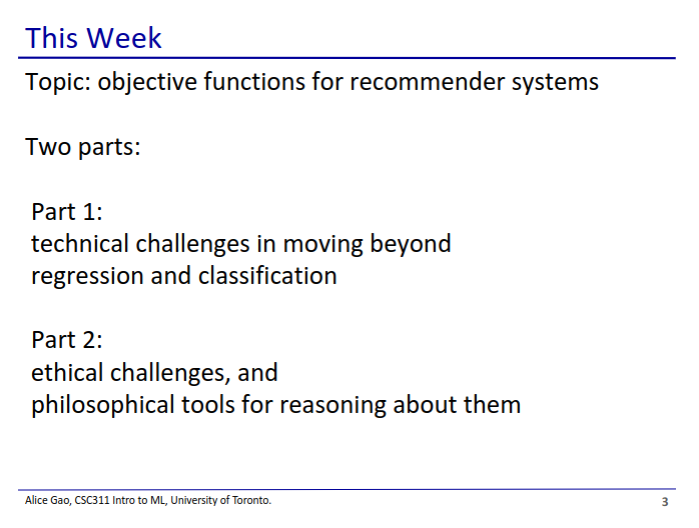 This Week
Topic: objective functions for recommender systems
Two parts:
Part 1:
technical challenges in moving beyond
regression and classification
Part 2:
ethical challenges, and
philosophical tools for reasoning about them
Alice Gao, CSC311 Intro to ML, University of Toronto.
3